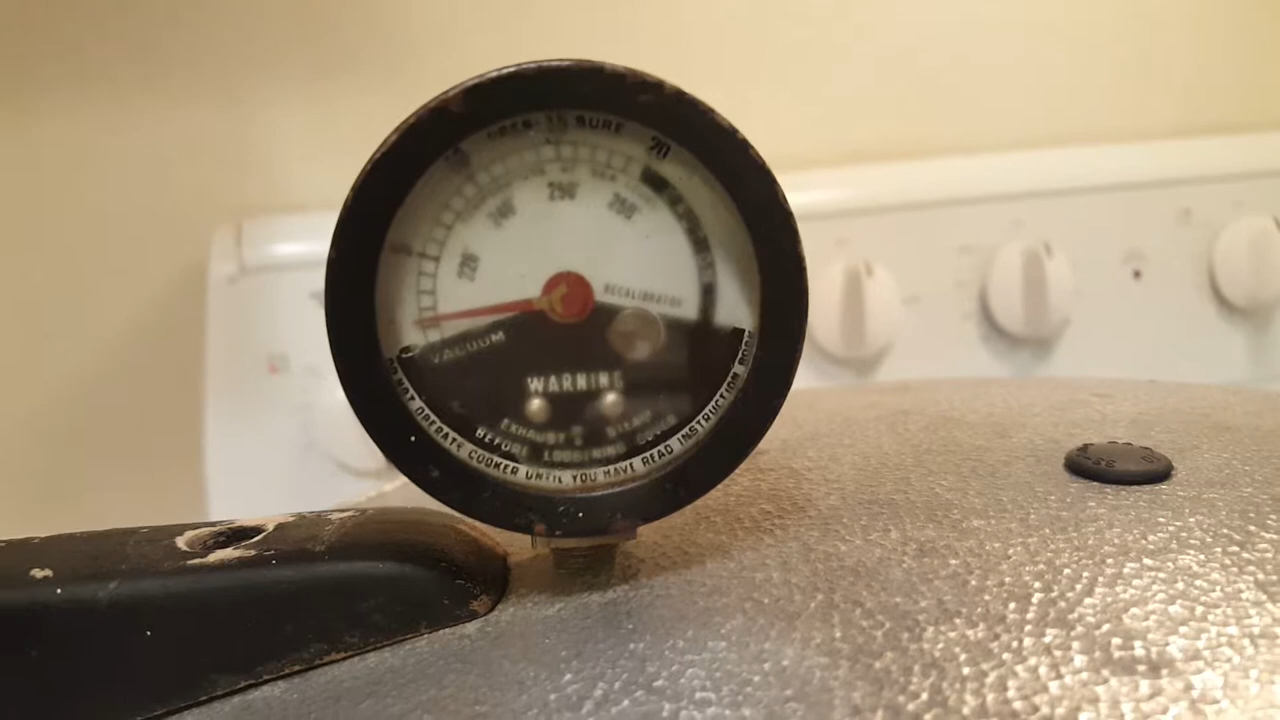 20
220°
240°
250°
260°
RECALIBRATOR
VACUUM
WARNING
EXHAUST STEAM
BEFORE LOOSENING COVER
DO NOT OPERATE COOKER UNTIL YOU HAVE READ INSTRUCTION BOOK